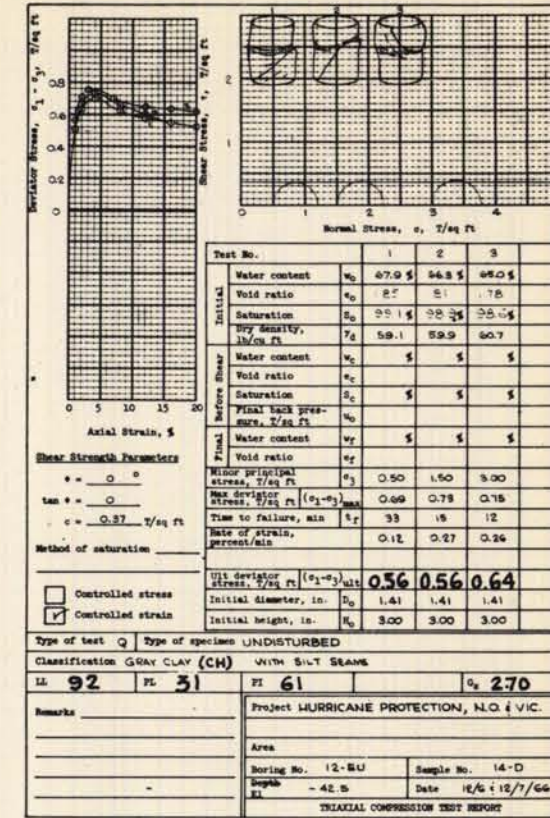 1 2 3
Deviator Stress, σ1 - σ3, T/sq ft
0.8
0.6
0.4
0.2
0
0 5 10 15 20
Axial Strain, %
Shear Stress, τ, T/sq ft
2
1
0 1 2 3 4
Normal Stress, σ, T/sq ft
Shear Strength Parameters
φ = 0 °
tan φ = 0
c = 0.37 T/sq ft
Method of saturation
Controlled stress
Controlled strain
Test No. 1 2 3
Initial
Water content w0 67.9 % 66.3 % 65.0 %
Void ratio e0 1.78
Saturation S0 %
Dry density, lb/cu ft γd 59.1 59.9 60.7
Before Shear
Water content wc % % %
Void ratio ec
Saturation Sc % % %
Final back pressure, T/sq ft u0
Final
Water content wf % % %
Void ratio ef
Minor principal stress, T/sq ft σ3 0.50 1.50 3.00
Max deviator stress, T/sq ft (σ1-σ3)max 0.69 0.73 0.75
Time to failure, min tf 33 15 12
Rate of strain, percent/min 0.12 0.27 0.26
Ult deviator stress, T/sq ft (σ1-σ3)ult 0.56 0.56 0.64
Initial diameter, in. D0 1.41 1.41 1.41
Initial height, in. H0 3.00 3.00 3.00
Type of test Q Type of specimen UNDISTURBED
Classification GRAY CLAY (CH) WITH SILT SEAMS
LL 92 PL 31 PI 61 Gs 2.70
Remarks
Project HURRICANE PROTECTION, N.O. & VIC.
Area
Boring No. 12-BU Sample No. 14-D
Depth El -42.5 Date 12/6 & 12/7/66
TRIAXIAL COMPRESSION TEST REPORT